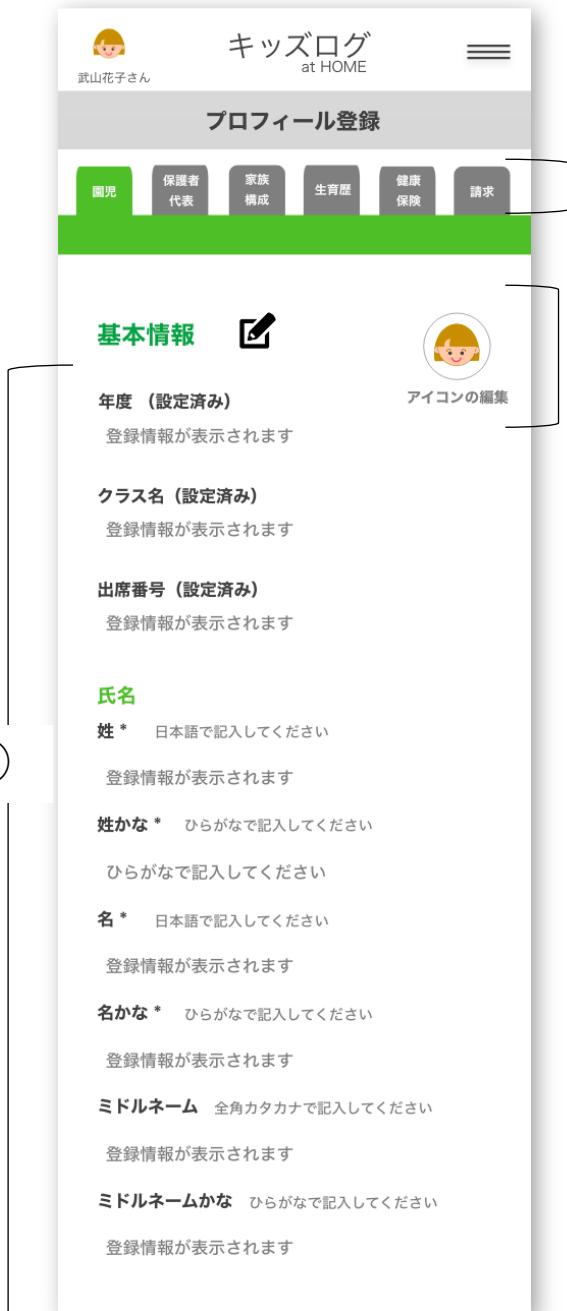 キッズログ
at HOME
武山花子さん
プロフィール登録
園児
保護者
代表
家族
構成
生育歴
健康
保険
請求
基本情報
アイコンの編集
年度 （設定済み）
登録情報が表示されます
クラス名（設定済み）
登録情報が表示されます
出席番号（設定済み）
登録情報が表示されます
氏名
姓 * 日本語で記入してください
登録情報が表示されます
姓かな * ひらがなで記入してください
ひらがなで記入してください
名 * 日本語で記入してください
登録情報が表示されます
名かな * ひらがなで記入してください
登録情報が表示されます
ミドルネーム 全角カタカナで記入してください
登録情報が表示されます
ミドルネームかな ひらがなで記入してください
登録情報が表示されます